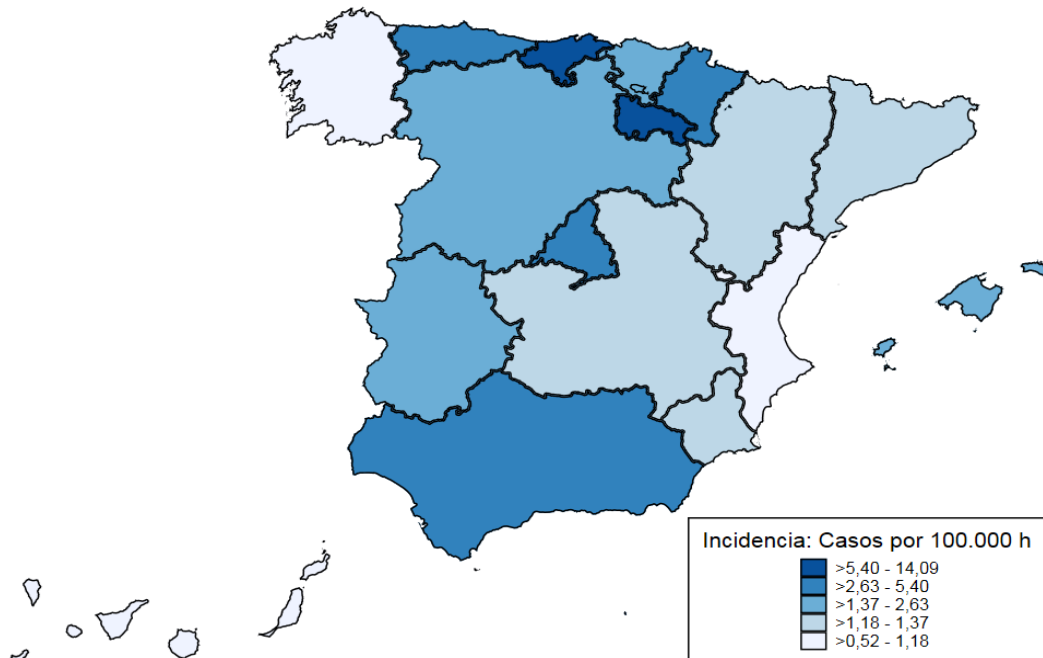 Incidencia: Casos por 100.000 h
>5,40 - 14,09
>2,63 - 5,40
>1,37 - 2,63
>1,18 - 1,37
>0,52 - 1,18